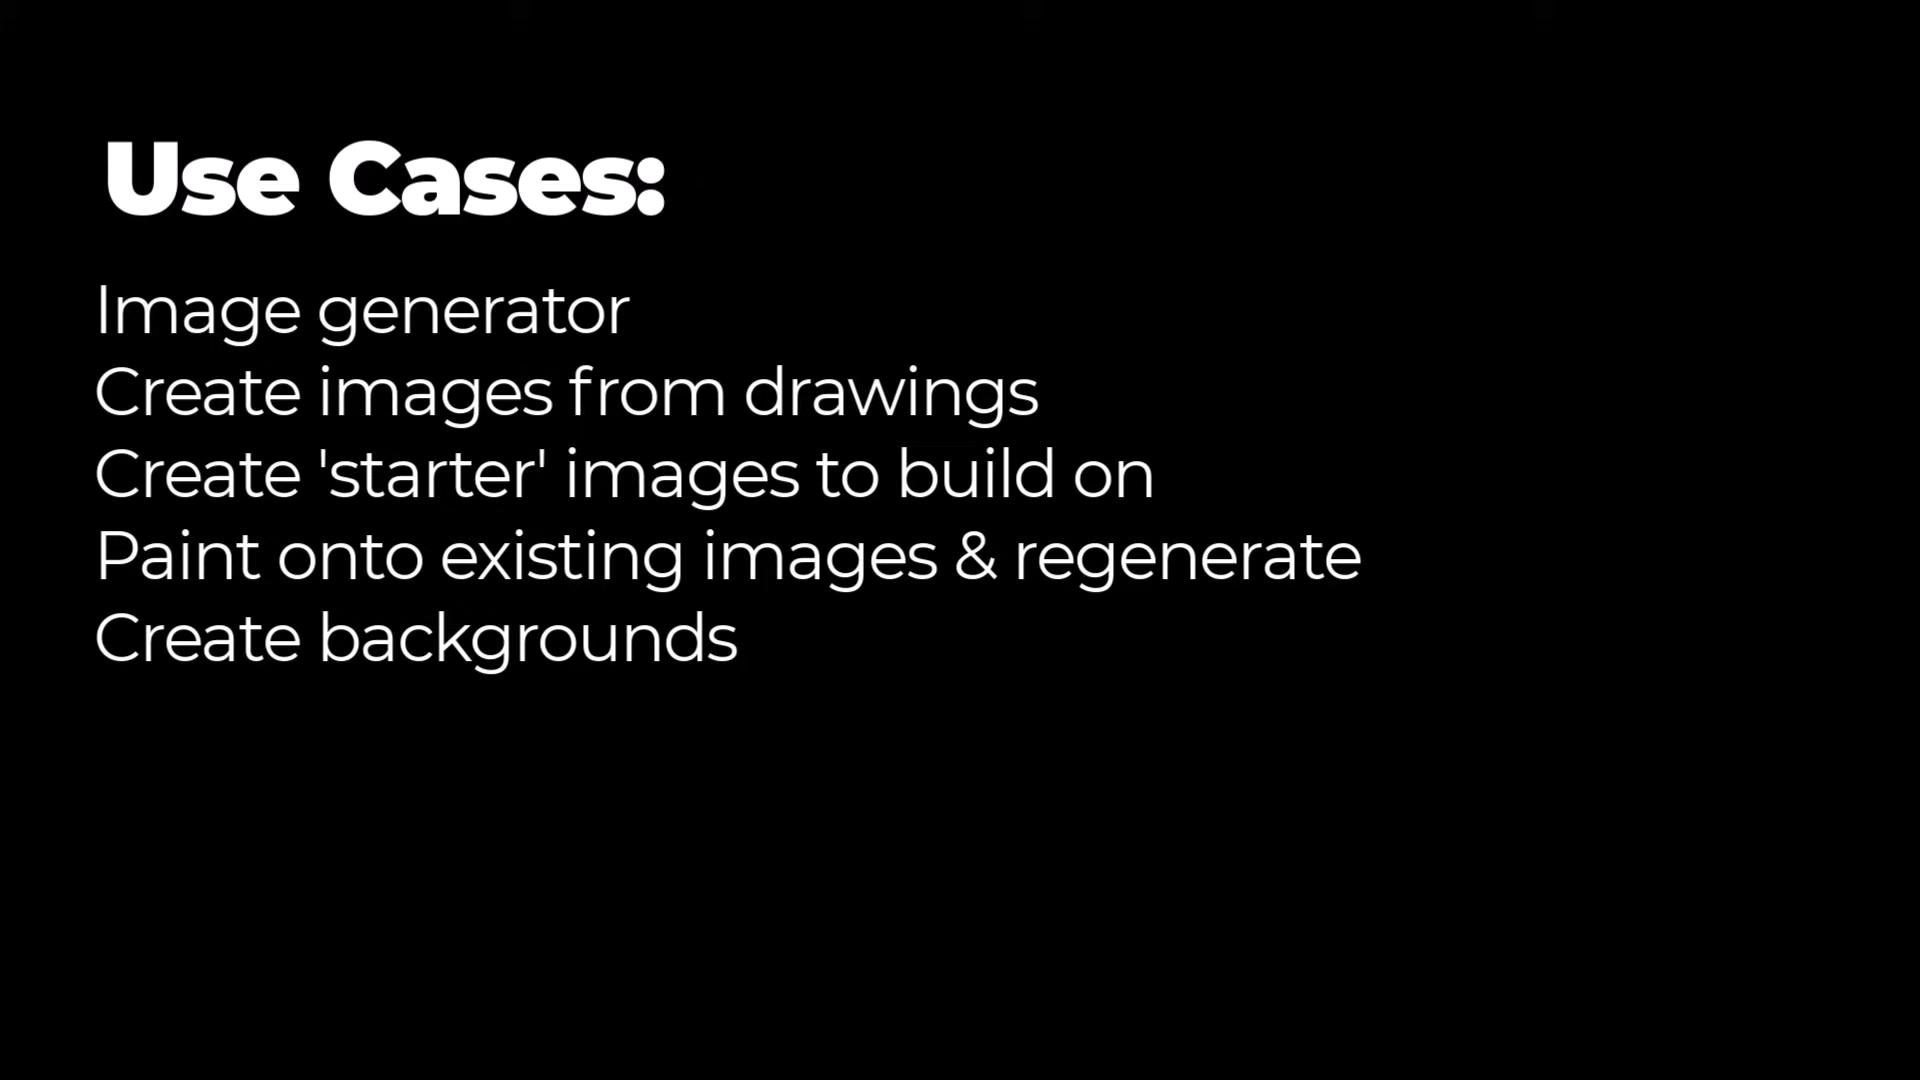 Use Cases:
Image generator
Create images from drawings
Create 'starter' images to build on
Paint onto existing images & regenerate
Create backgrounds